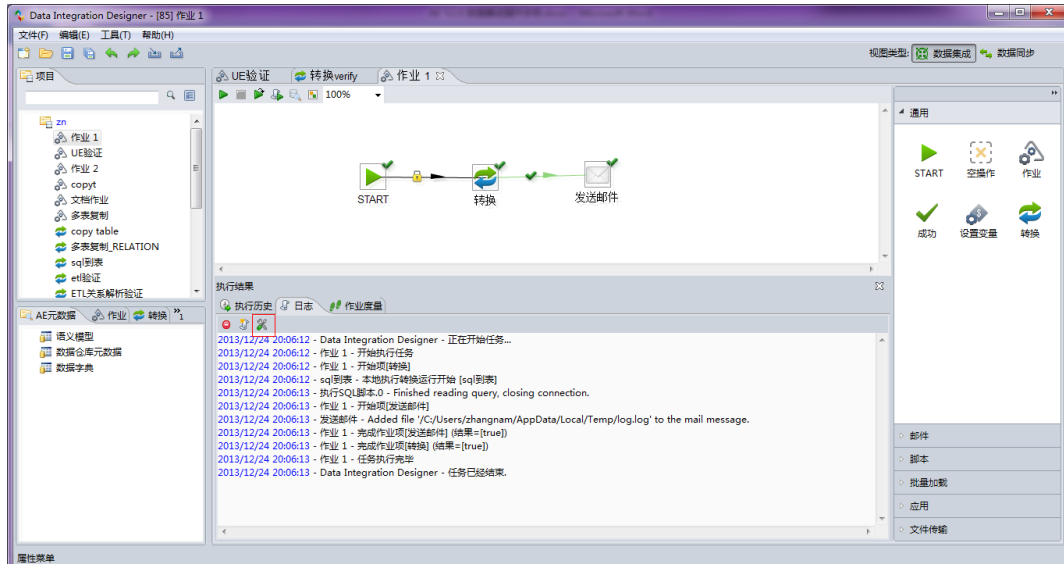 Data Integration Designer - [85] 作业 1
文件(F) 编辑(E) 工具(T) 帮助(H)
视图类型: 数据集成 数据同步
项目
zn
作业 1
UE验证
作业 2
copyt
文档作业
多表复制
copy table
多表复制_RELATION
sql到表
etl验证
ETL关系解析验证
AE元数据 作业 转换 »1
语义模型
数据仓库元数据
数据字典
UE验证 转换verify 作业 1
100%
START 转换 发送邮件
执行结果
执行历史 日志 作业度量
2013/12/24 20:06:12 - Data Integration Designer - 正在开始任务...
2013/12/24 20:06:12 - 作业 1 - 开始执行任务
2013/12/24 20:06:12 - 作业 1 - 开始项[转换]
2013/12/24 20:06:12 - sql到表 - 本地执行转换运行开始 [sql到表]
2013/12/24 20:06:13 - 执行SQL脚本.0 - Finished reading query, closing connection.
2013/12/24 20:06:13 - 作业 1 - 开始项[发送邮件]
2013/12/24 20:06:13 - 发送邮件 - Added file '/C:/Users/zhangnam/AppData/Local/Temp/log.log' to the mail message.
2013/12/24 20:06:13 - 作业 1 - 完成作业项[发送邮件] (结果=[true])
2013/12/24 20:06:13 - 作业 1 - 完成作业项[转换] (结果=[true])
2013/12/24 20:06:13 - 作业 1 - 任务执行完毕
2013/12/24 20:06:13 - Data Integration Designer - 任务已经结束.
通用
START 空操作 作业
成功 设置变量 转换
邮件
脚本
批量加载
应用
文件传输
属性菜单